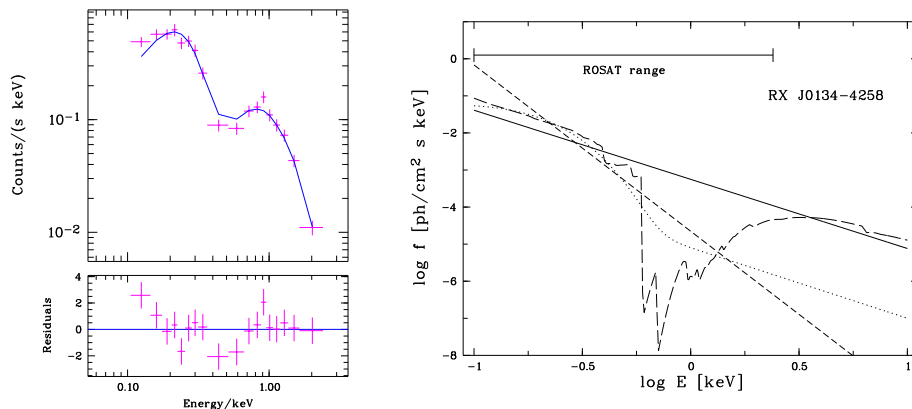 Counts/(s keV)
10⁻¹
10⁻²
Residuals
4
2
0
−2
0.10
1.00
Energy/keV
log f [ph/cm² s keV]
0
−2
−4
−6
−8
ROSAT range
RX J0134−4258
−1
−0.5
0
0.5
1
log E [keV]